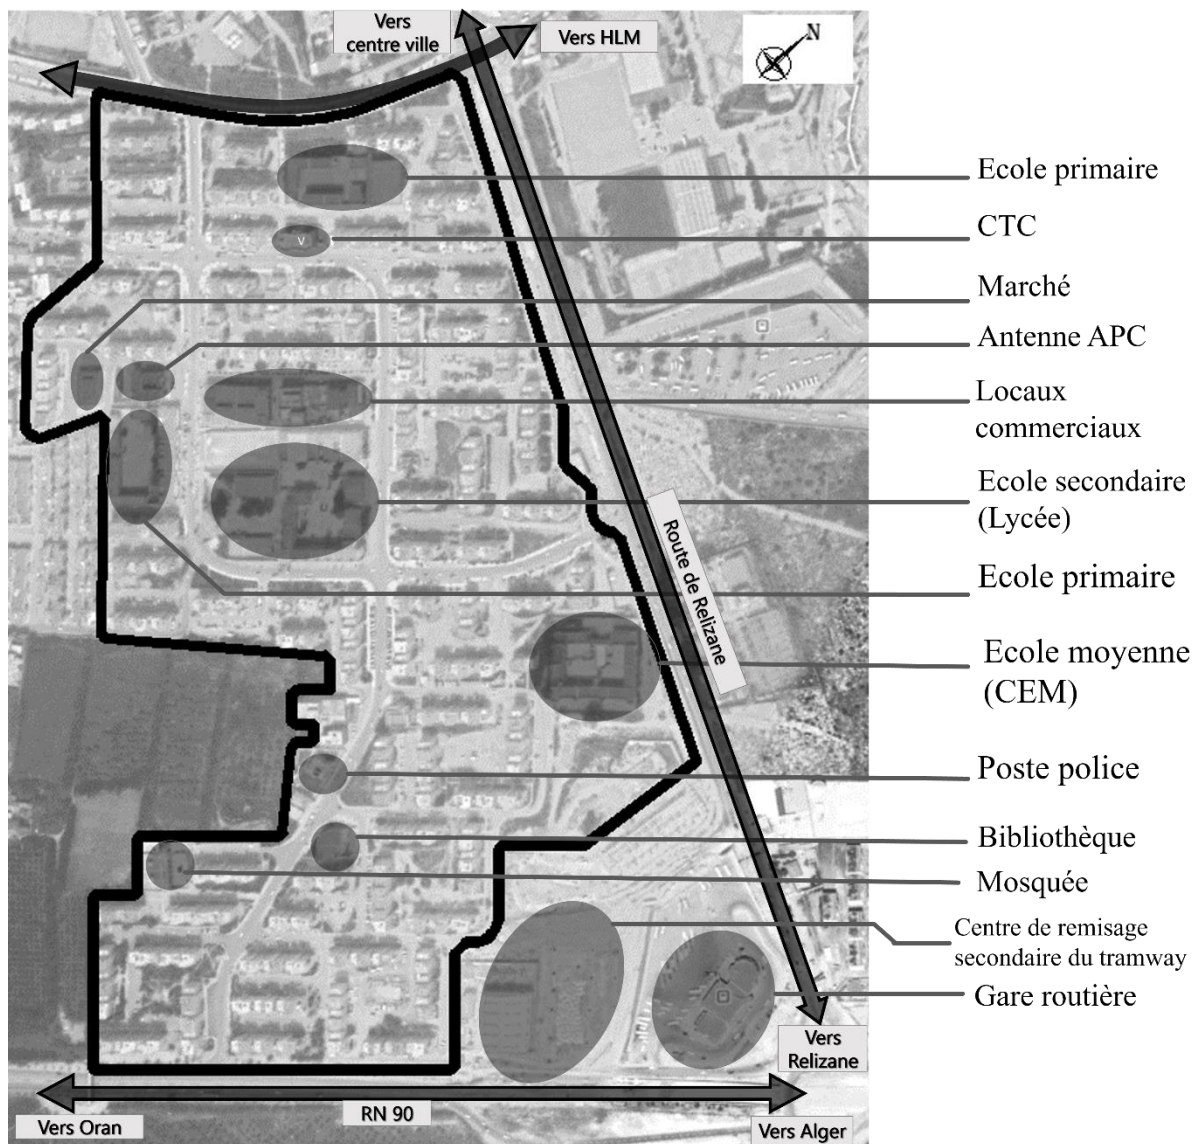 Vers
centre ville
Vers HLM
N
Ecole primaire
CTC
V
Marché
Antenne APC
Locaux
commerciaux
Ecole secondaire
(Lycée)
Route de Relizane
Ecole primaire
Ecole moyenne
(CEM)
Poste police
Bibliothèque
Mosquée
Centre de remisage
secondaire du tramway
Gare routière
Vers
Relizane
RN 90
Vers Oran
Vers Alger